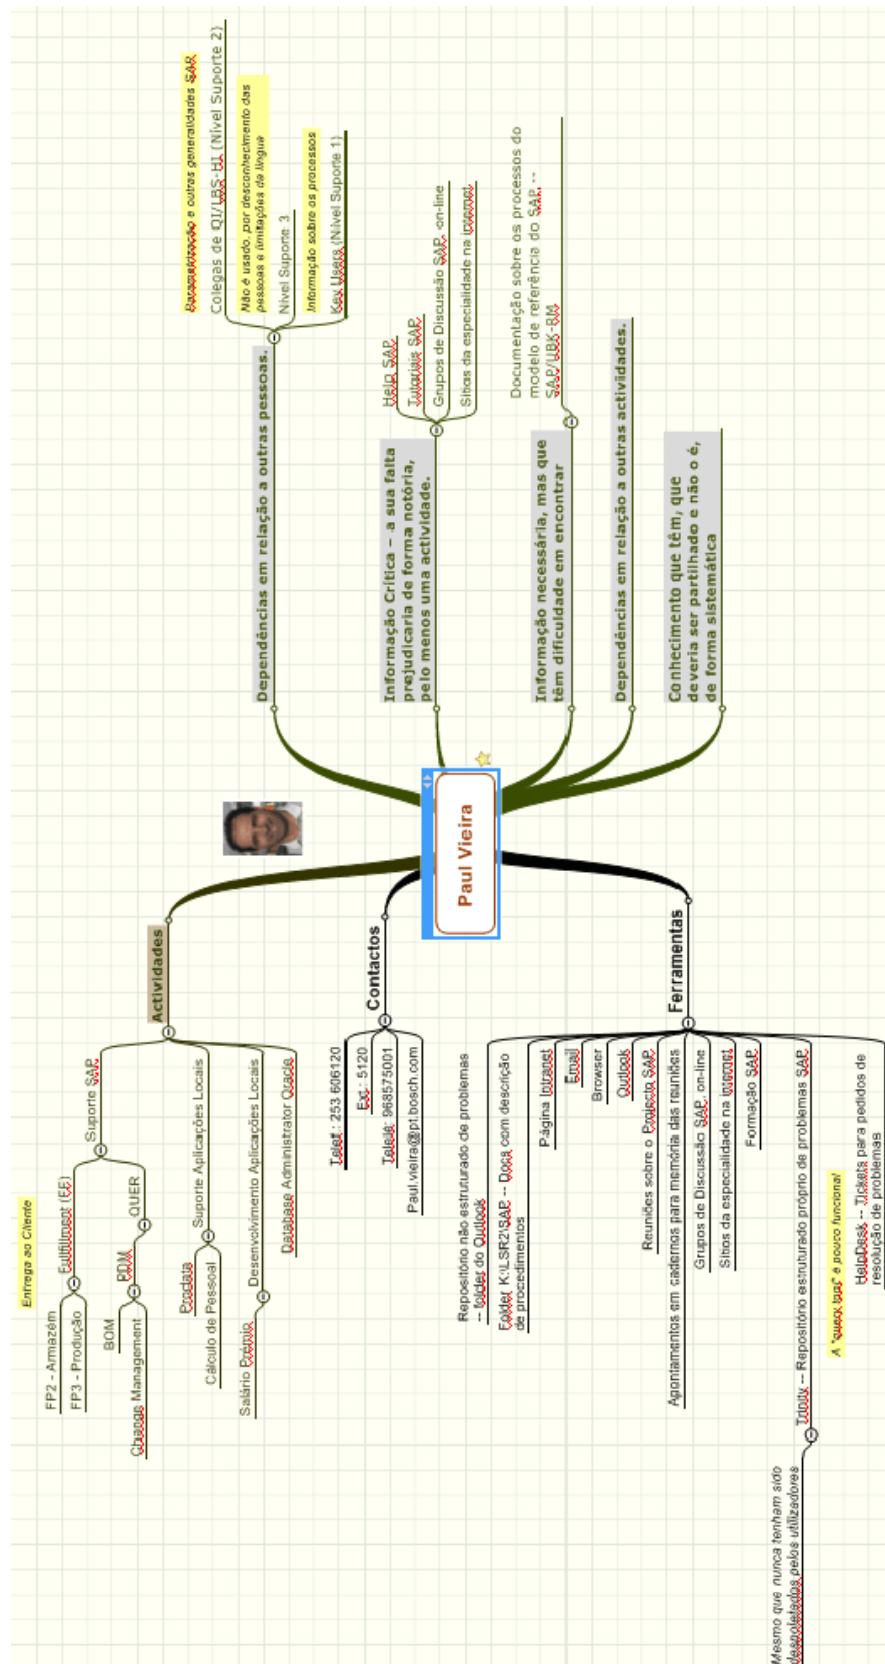 Paul Vieira
Actividades
Suporte SAP
Entrega ao Cliente
Fullfillment (FF)
FP2 - Armazém
FP3 - Produção
QUER
PDM
BOM
Change Management
Suporte Aplicações Locais
Prodata
Cálculo de Pessoal
Desenvolvimento Aplicações Locais
Salário Prémio
Database Administrator Oracle
Contactos
Telef.: 253 606120
Ext.: 5120
Telele: 968575001
Paul.vieira@pt.bosch.com
Ferramentas
Repositório não estruturado de problemas
-- folder do Outlook
Folder K:\LSR2\SAP -- Docs com descrição
de procedimentos
Página Intranet
Email
Browser
Outlook
Reuniões sobre o Projecto SAP
Apontamentos em cadernos para memória das reuniões
Grupos de Discussão SAP, on-line
Sítios da especialidade na internet
Formação SAP
Trinity -- Repositório estruturado próprio de problemas SAP
Mesmo que nunca tenham sido
despoletados pelos utilizadores
A "query tool" é pouco funcional
HelpDesk -- Tickets para pedidos de
resolução de problemas
Dependências em relação a outras pessoas.
Parametrização e outras generalidades SAP
Colegas de QI/LBS-HI (Nível Suporte 2)
Não é usado, por desconhecimento das
pessoas e limitações da língua
Nível Suporte 3
Informação sobre os processos
Key Users (Nível Suporte 1)
Informação Crítica – a sua falta
prejudicaria de forma notória,
pelo menos uma actividade.
Help SAP
Tutoriais SAP
Grupos de Discussão SAP, on-line
Sítios da especialidade na internet
Informação necessária, mas que
têm dificuldade em encontrar
Documentação sobre os processos do
modelo de referência do SAP --
SAP/UBK-RM
Dependências em relação a outras actividades.
Conhecimento que têm, que
deveria ser partilhado e não o é,
de forma sistemática